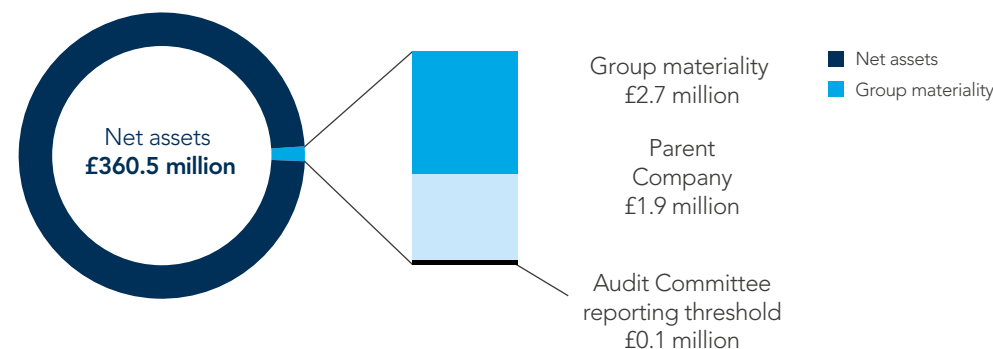 Net assets
£360.5 million
Group materiality
£2.7 million
Parent
Company
£1.9 million
Audit Committee
reporting threshold
£0.1 million
Net assets
Group materiality